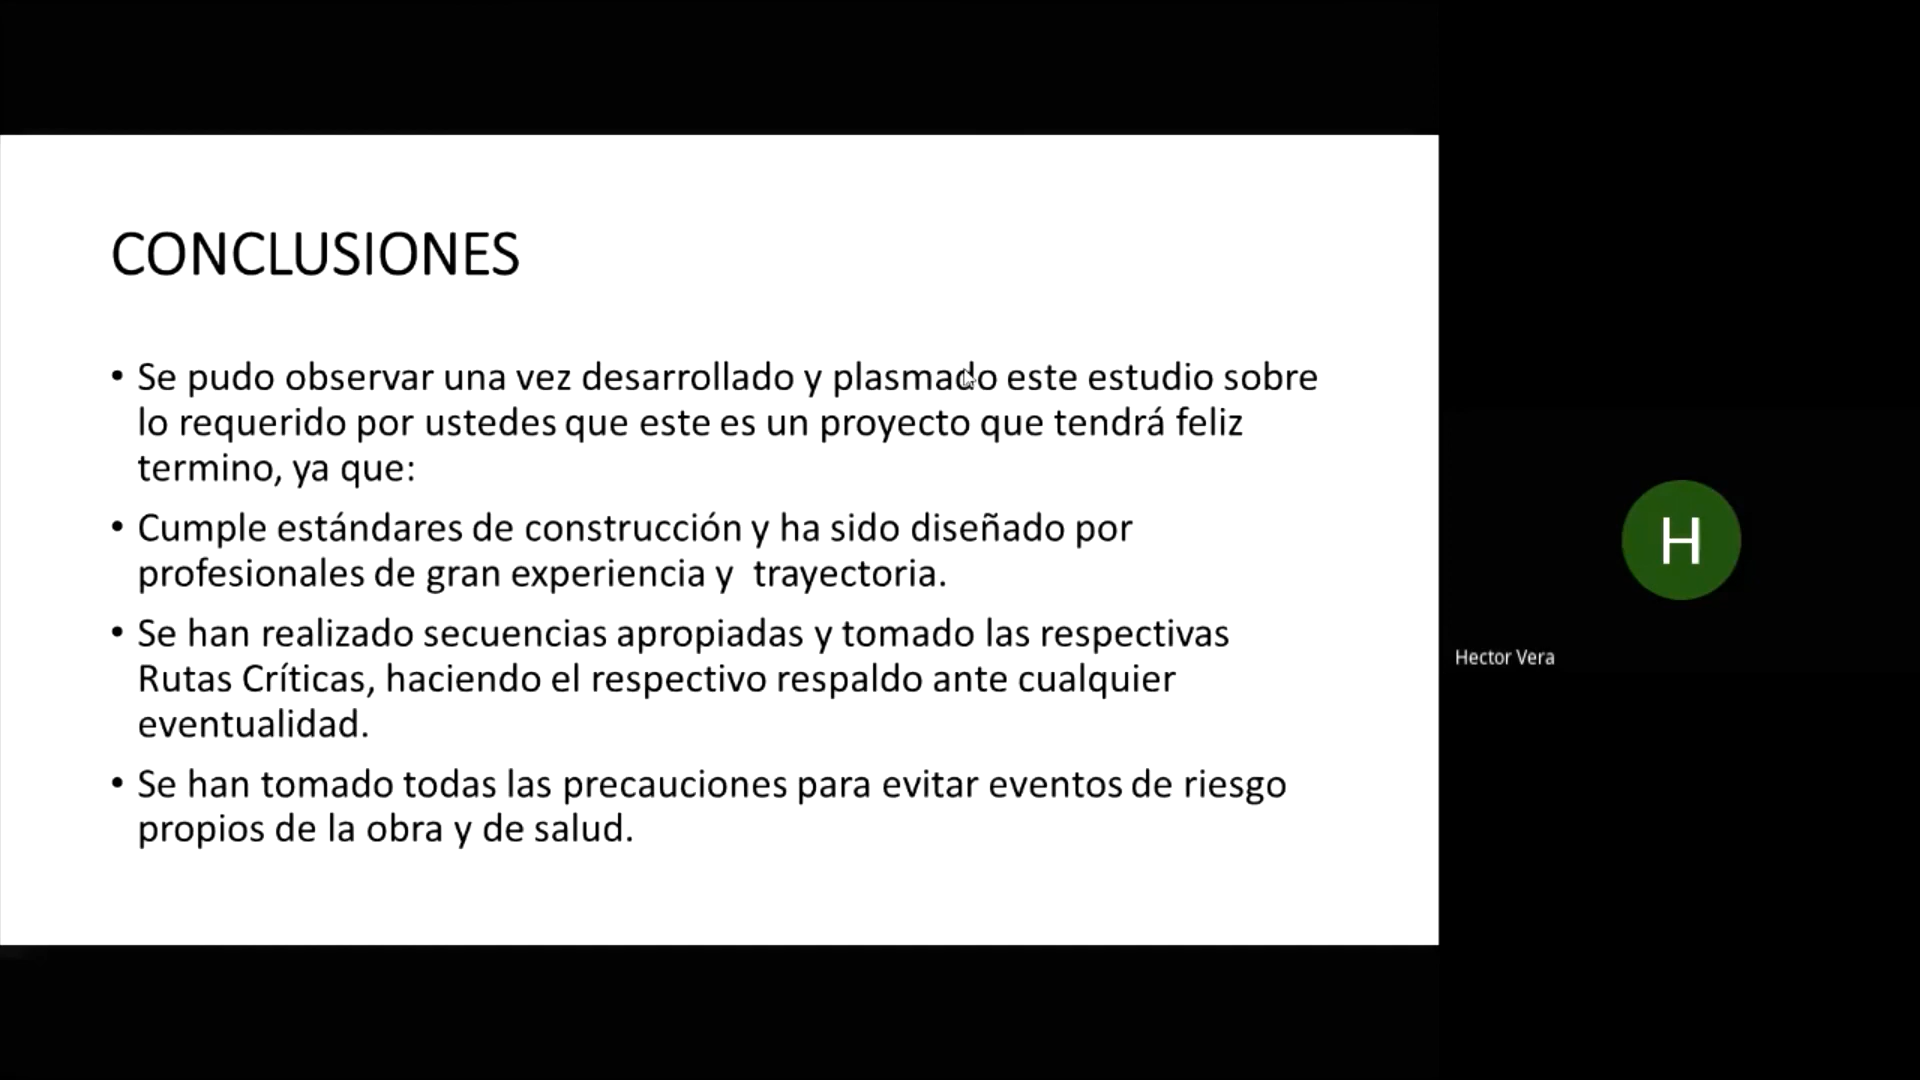 CONCLUSIONES
• Se pudo observar una vez desarrollado y plasmado este estudio sobre
lo requerido por ustedes que este es un proyecto que tendrá feliz
termino, ya que:
• Cumple estándares de construcción y ha sido diseñado por
profesionales de gran experiencia y  trayectoria.
• Se han realizado secuencias apropiadas y tomado las respectivas
Rutas Críticas, haciendo el respectivo respaldo ante cualquier
eventualidad.
• Se han tomado todas las precauciones para evitar eventos de riesgo
propios de la obra y de salud.
H
Hector Vera